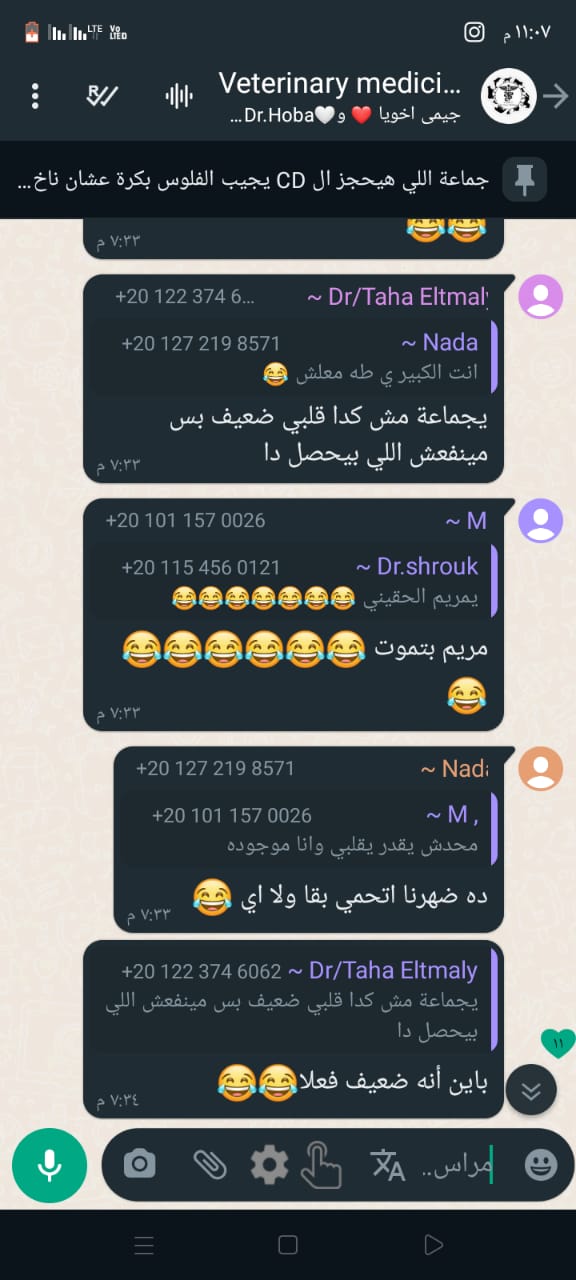 ١١:٠٧ م
LTE Vo LTED
Veterinary medici...
جيمى اخويا ❤️ و🤍Dr.Hoba...
جماعة اللي هيحجز ال CD يجيب الفلوس بكرة عشان ناخ...
😂😂
٧:٣٣ م
~ Dr/Taha Eltmaly +20 122 374 6...
~ Nada +20 127 219 8571
انت الكبير ي طه معلش 😂
يجماعة مش كدا قلبي ضعيف بس
مينفعش اللي بيحصل دا
٧:٣٣ م
~ M +20 101 157 0026
~ Dr.shrouk +20 115 456 0121
يمريم الحقيني 😂😂😂😂😂😂😂
مريم بتموت 😂😂😂😂😂😂
😂
٧:٣٣ م
~ Nada +20 127 219 8571
~ M , +20 101 157 0026
محدش يقدر يقلبي وانا موجوده
ده ضهرنا اتحمي بقا ولا اي 😂
٧:٣٣ م
+20 122 374 6062 ~ Dr/Taha Eltmaly
يجماعة مش كدا قلبي ضعيف بس مينفعش اللي
بيحصل دا
باين أنه ضعيف فعلا😂😂
٧:٣٤ م
١١
مراس..